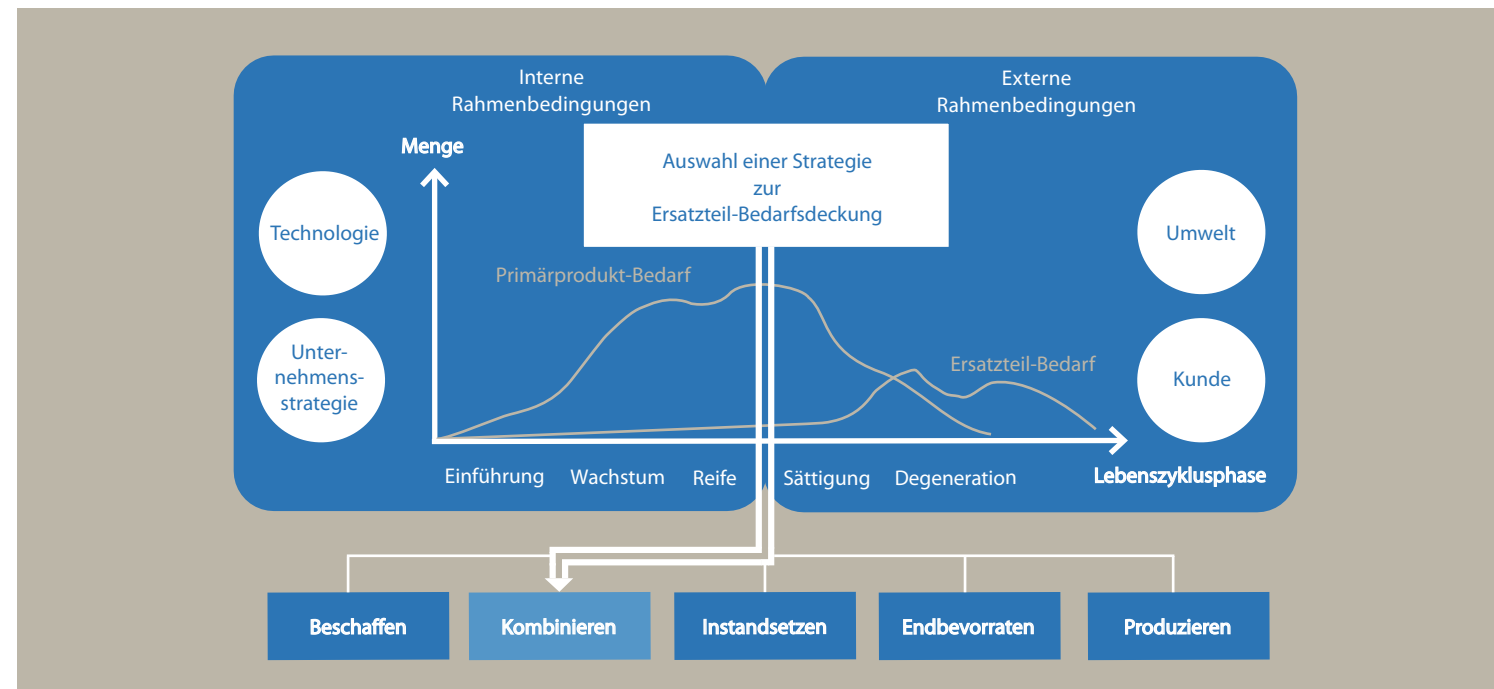 Interne
Rahmenbedingungen
Externe
Rahmenbedingungen
Menge
Auswahl einer Strategie
zur
Ersatzteil-Bedarfsdeckung
Technologie
Umwelt
Primärprodukt-Bedarf
Unter-
nehmens-
strategie
Ersatzteil-Bedarf
Kunde
Einführung Wachstum Reife Sättigung Degeneration Lebenszyklusphase
Beschaffen Kombinieren Instandsetzen Endbevorraten Produzieren